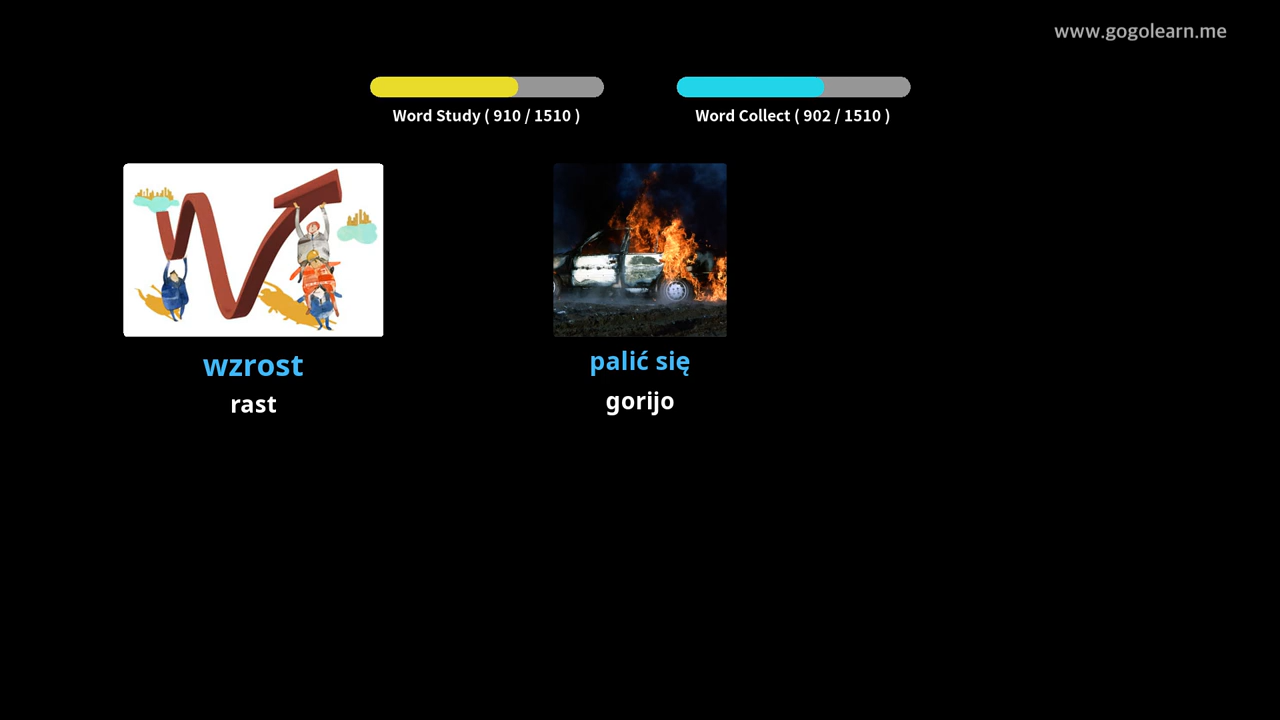 www.gogolearn.me
Word Study ( 910 / 1510 )
Word Collect ( 902 / 1510 )
wzrost
rast
palić się
gorijo